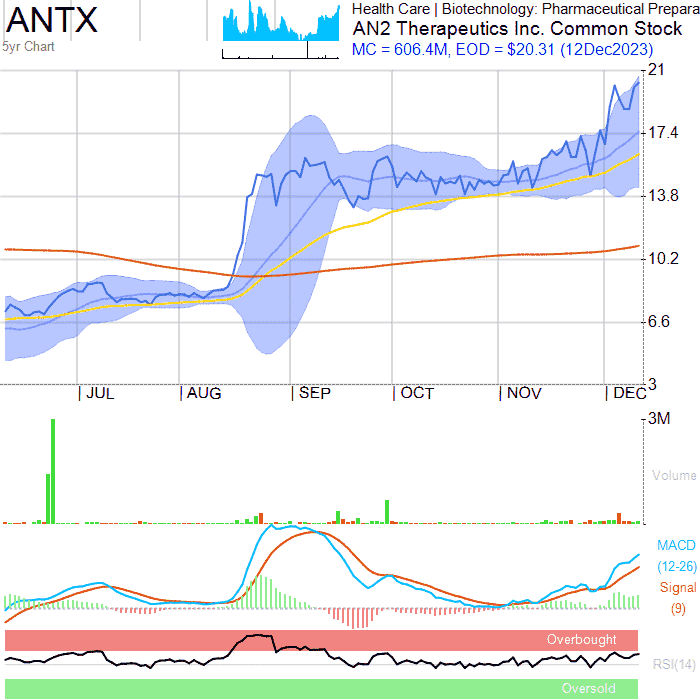 ANTX
5yr Chart
Health Care | Biotechnology: Pharmaceutical Prepara
AN2 Therapeutics Inc. Common Stock
MC = 606.4M, EOD = $20.31 (12Dec2023)
21
17.4
13.8
10.2
6.6
3
| JUL
| AUG
| SEP
| OCT
| NOV
| DEC
3M
Volume
MACD
(12-26)
Signal
(9)
Overbought
RSI(14)
Oversold